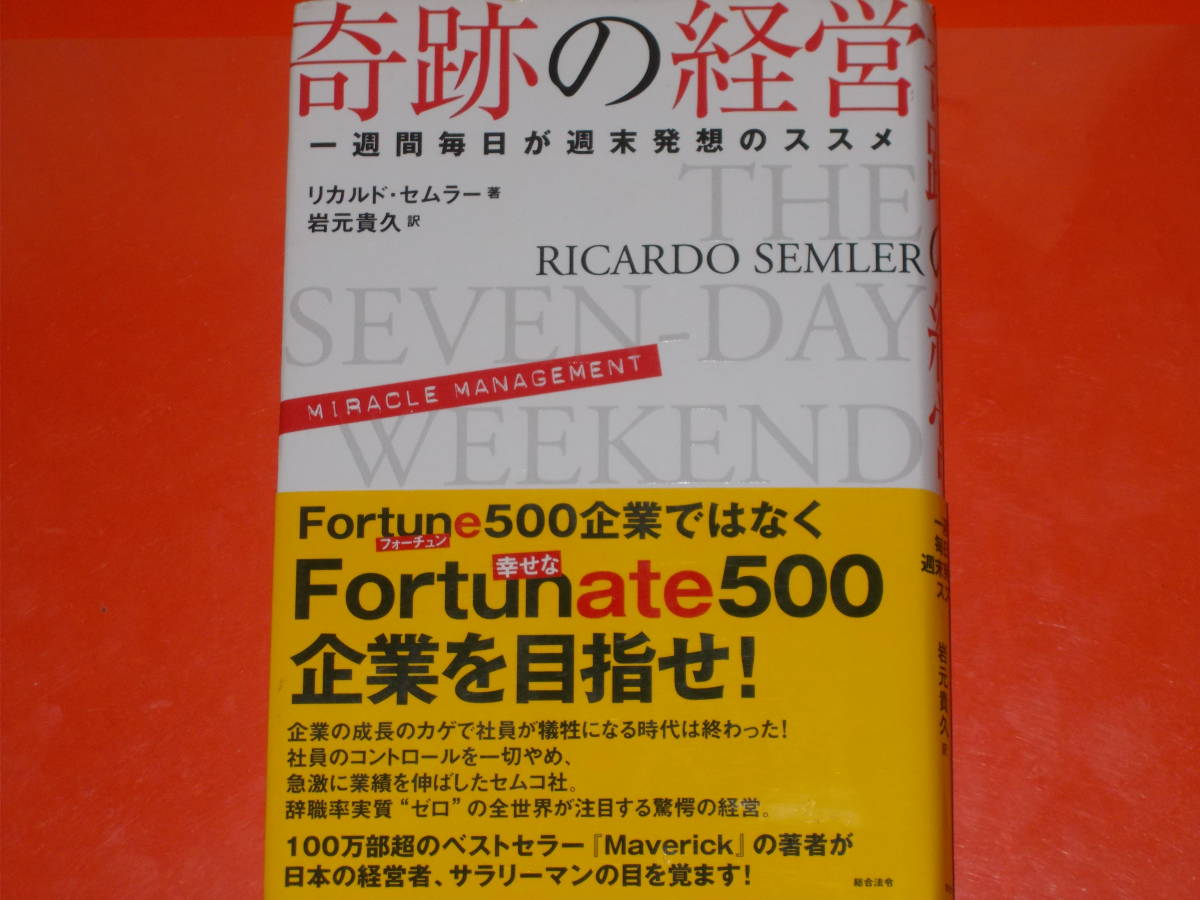 奇跡の経営
一週間毎日が週末発想のススメ
THE
リカルド・セムラー 著
岩元貴久 訳
RICARDO SEMLER
SEVEN-DAY
MIRACLE MANAGEMENT
WEEKEND
Fortune500企業ではなく
フォーチュン
幸せな
Fortunate500
企業を目指せ!
企業の成長のカゲで社員が犠牲になる時代は終わった!
社員のコントロールを一切やめ、
急激に業績を伸ばしたセムコ社。
辞職率実質“ゼロ”の全世界が注目する驚愕の経営。
100万部超のベストセラー『Maverick』の著者が
日本の経営者、サラリーマンの目を覚ます!
総合法令
岩元貴久 訳